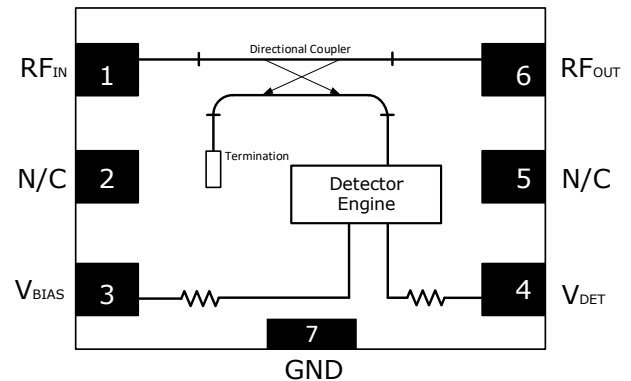 Directional Coupler
RFIN 1 6 RFOUT
Termination
N/C 2 5 N/C
Detector
Engine
VBIAS 3 4 VDET
7
GND